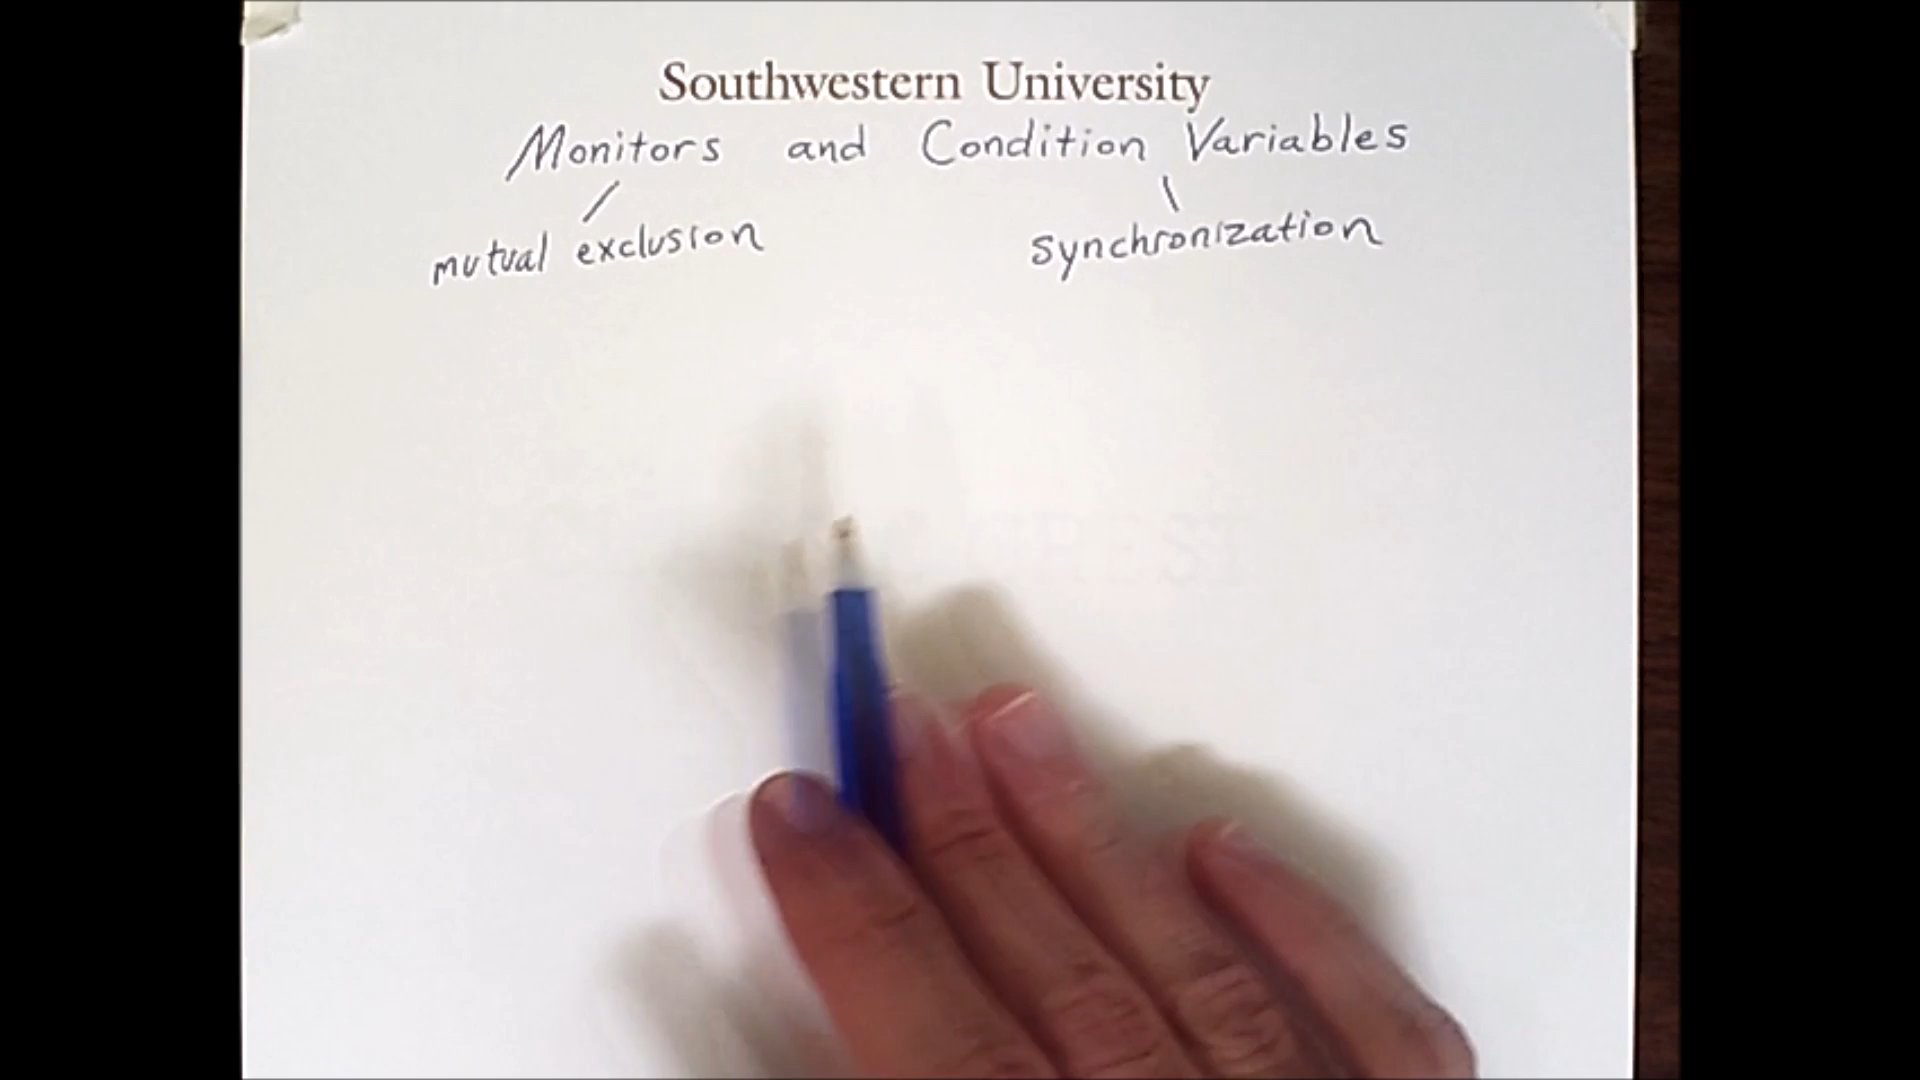 Southwestern University
Monitors and Condition Variables
mutual exclusion synchronization